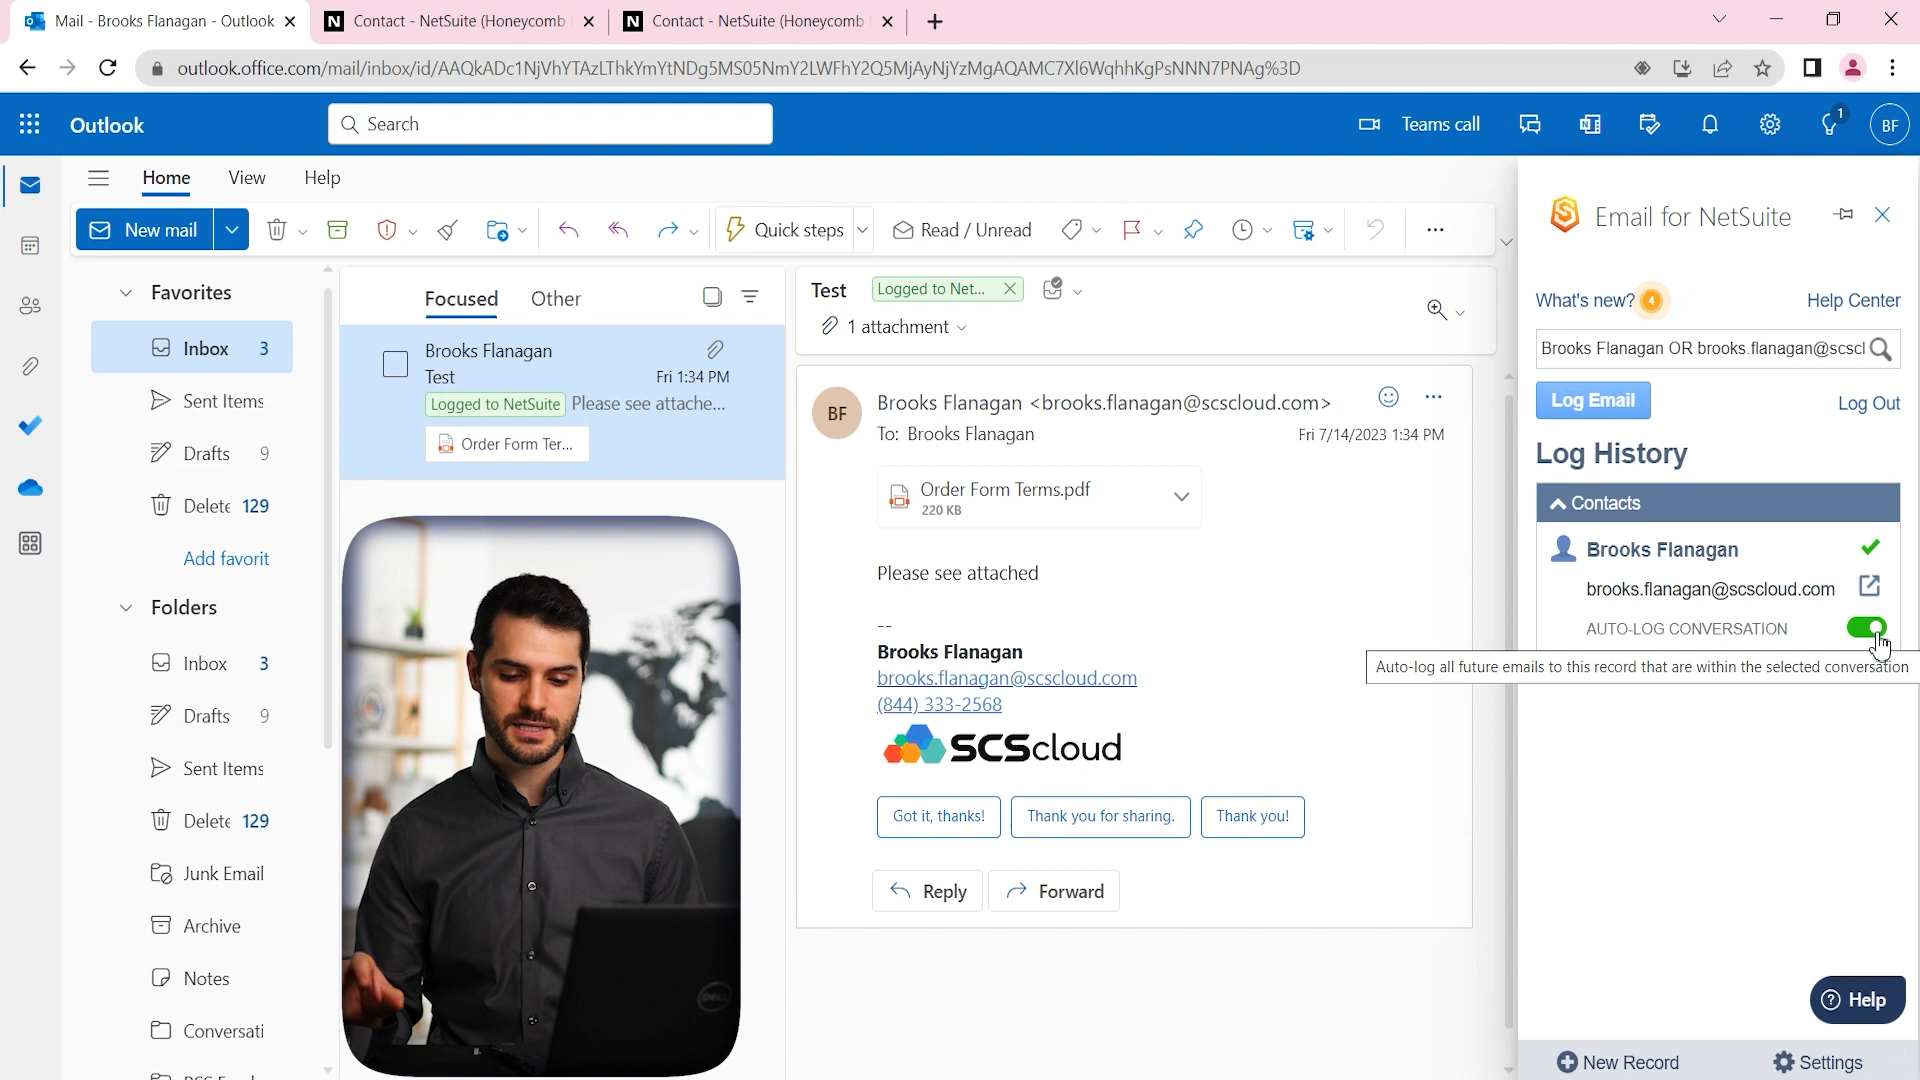 Mail - Brooks Flanagan - Outlook
Contact - NetSuite (Honeycomb
Contact - NetSuite (Honeycomb
outlook.office.com/mail/inbox/id/AAQkADc1NjVhYTAzLThkYmYtNDg5MS05NmY2LWFhY2Q5MjAyNjYzMgAQAMC7Xl6WqhhKgPsNNN7PNAg%3D
Outlook
Search
Teams call
1
BF
Home
View
Help
New mail
Quick steps
Read / Unread
Favorites
Inbox 3
Sent Items
Drafts 9
Delete 129
Add favorit
Folders
Inbox 3
Drafts 9
Sent Items
Delete 129
Junk Email
Archive
Notes
Conversati
Focused
Other
Brooks Flanagan
Test
Fri 1:34 PM
Logged to NetSuite Please see attache...
Order Form Ter...
Test
Logged to Net...
1 attachment
BF
Brooks Flanagan <brooks.flanagan@scscloud.com>
To: Brooks Flanagan
Fri 7/14/2023 1:34 PM
Order Form Terms.pdf
220 KB
Please see attached
--
Brooks Flanagan
brooks.flanagan@scscloud.com
(844) 333-2568
SCScloud
Got it, thanks!
Thank you for sharing.
Thank you!
Reply
Forward
Email for NetSuite
What's new? 4
Help Center
Brooks Flanagan OR brooks.flanagan@scscl
Log Email
Log Out
Log History
Contacts
Brooks Flanagan
brooks.flanagan@scscloud.com
AUTO-LOG CONVERSATION
Auto-log all future emails to this record that are within the selected conversation
Help
New Record
Settings
DELL